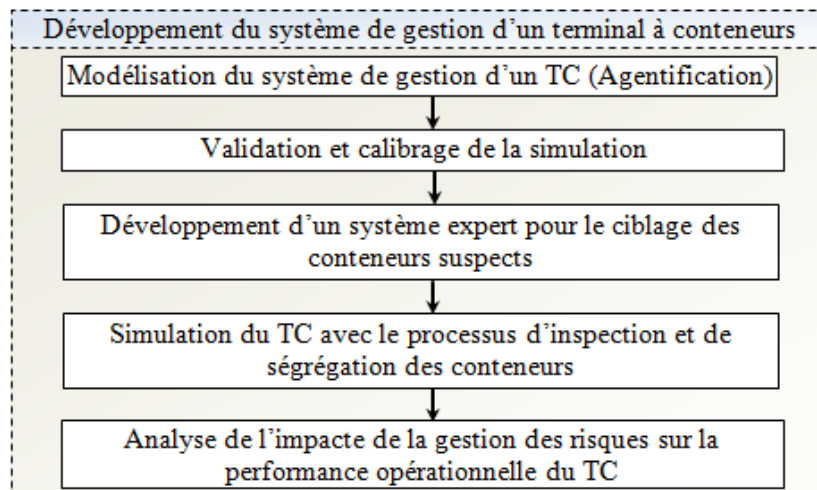 Développement du système de gestion d'un terminal à conteneurs
Modélisation du système de gestion d'un TC (Agentification)
Validation et calibrage de la simulation
Développement d'un système expert pour le ciblage des
conteneurs suspects
Simulation du TC avec le processus d'inspection et de
ségrégation des conteneurs
Analyse de l'impacte de la gestion des risques sur la
performance opérationnelle du TC